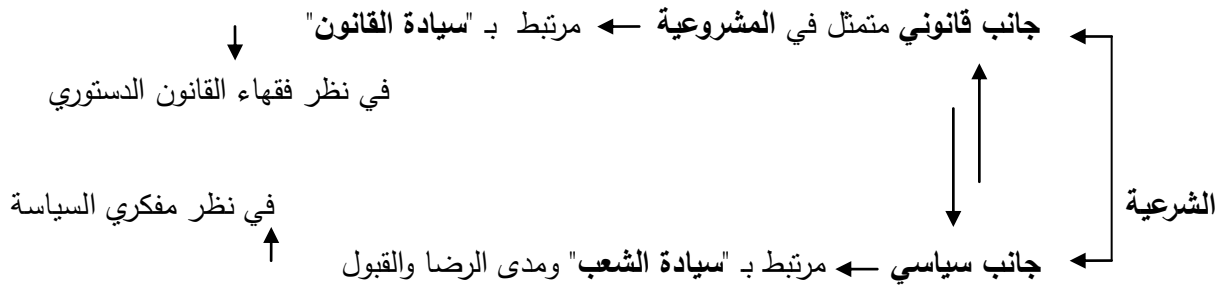 جانب قانوني متمثل في المشروعية مرتبط بـ "سيادة القانون"
في نظر فقهاء القانون الدستوري
الشرعية
في نظر مفكري السياسة
جانب سياسي مرتبط بـ "سيادة الشعب" ومدى الرضا والقبول